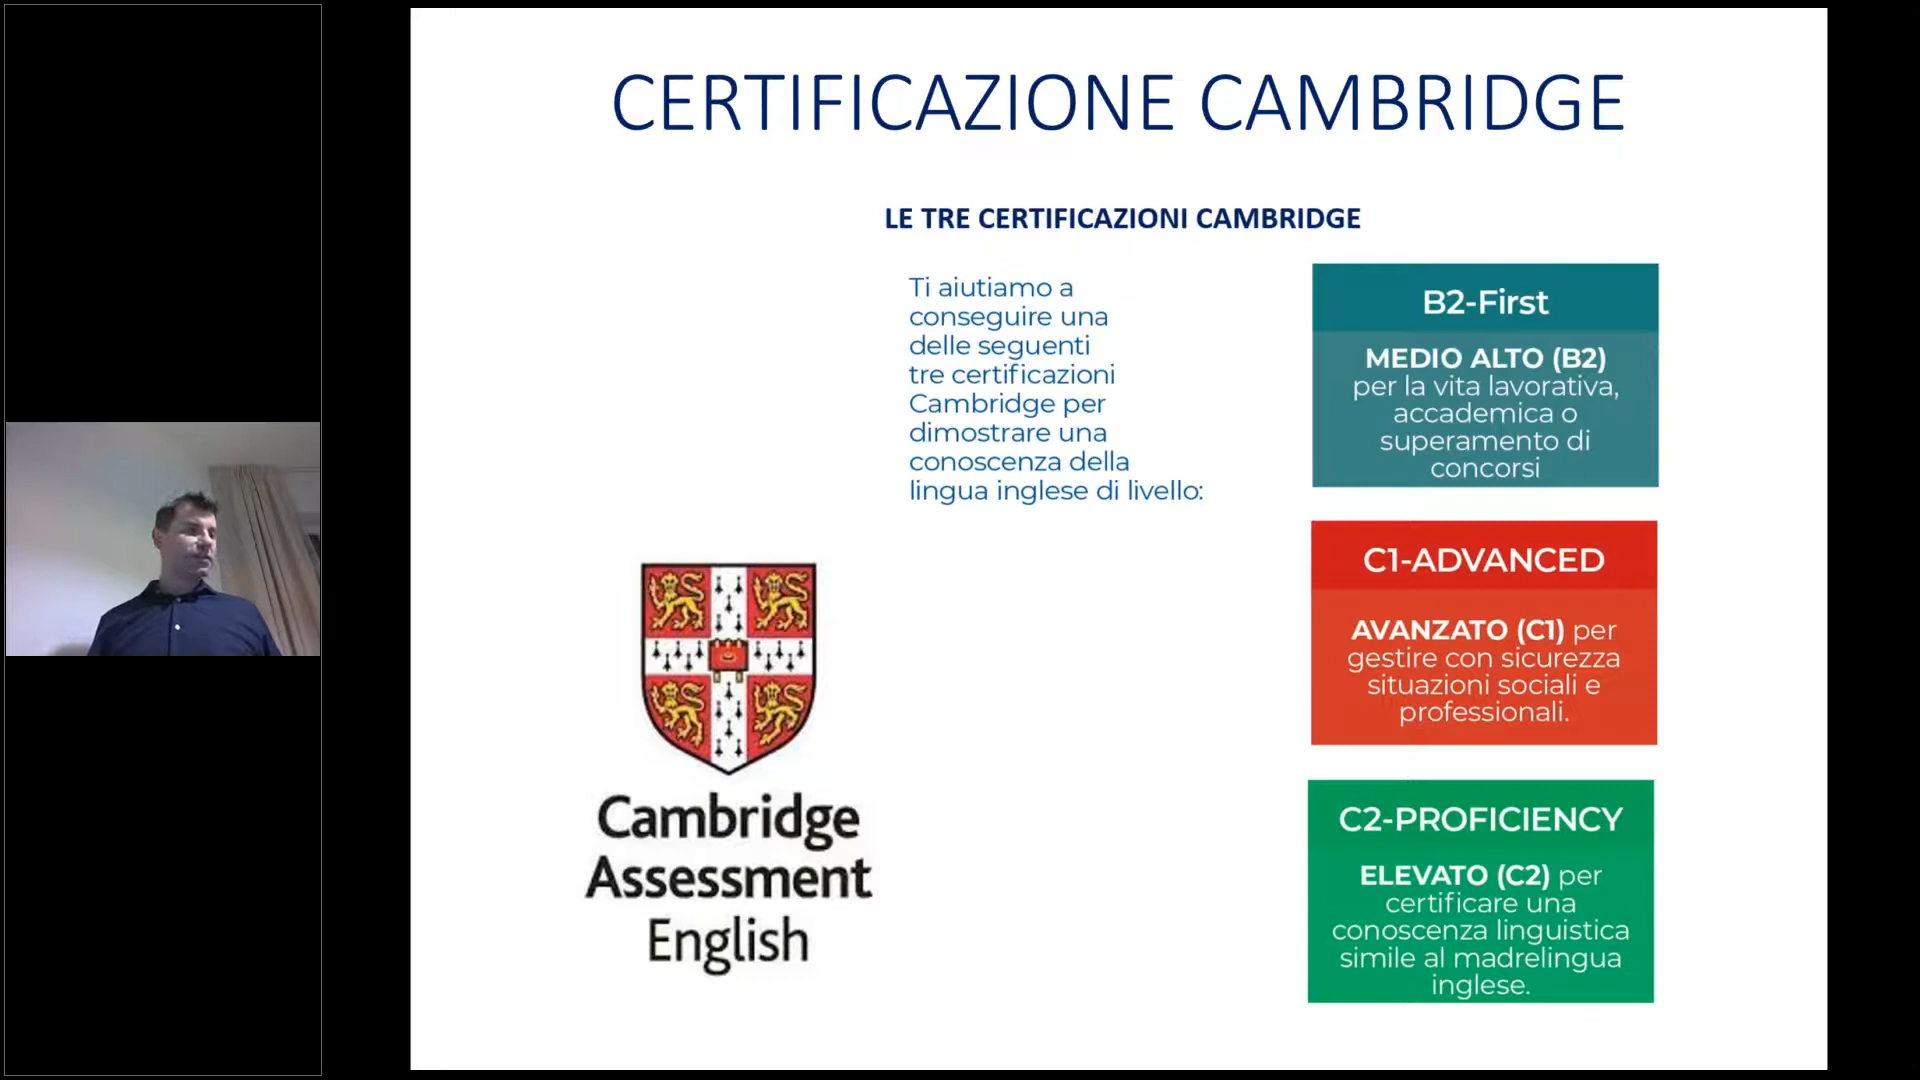 CERTIFICAZIONE CAMBRIDGE
LE TRE CERTIFICAZIONI CAMBRIDGE
Ti aiutiamo a
conseguire una
delle seguenti
tre certificazioni
Cambridge per
dimostrare una
conoscenza della
lingua inglese di livello:
B2-First
MEDIO ALTO (B2)
per la vita lavorativa,
accademica o
superamento di
concorsi
C1-ADVANCED
AVANZATO (C1) per
gestire con sicurezza
situazioni sociali e
professionali.
C2-PROFICIENCY
ELEVATO (C2) per
certificare una
conoscenza linguistica
simile al madrelingua
inglese.
Cambridge
Assessment
English